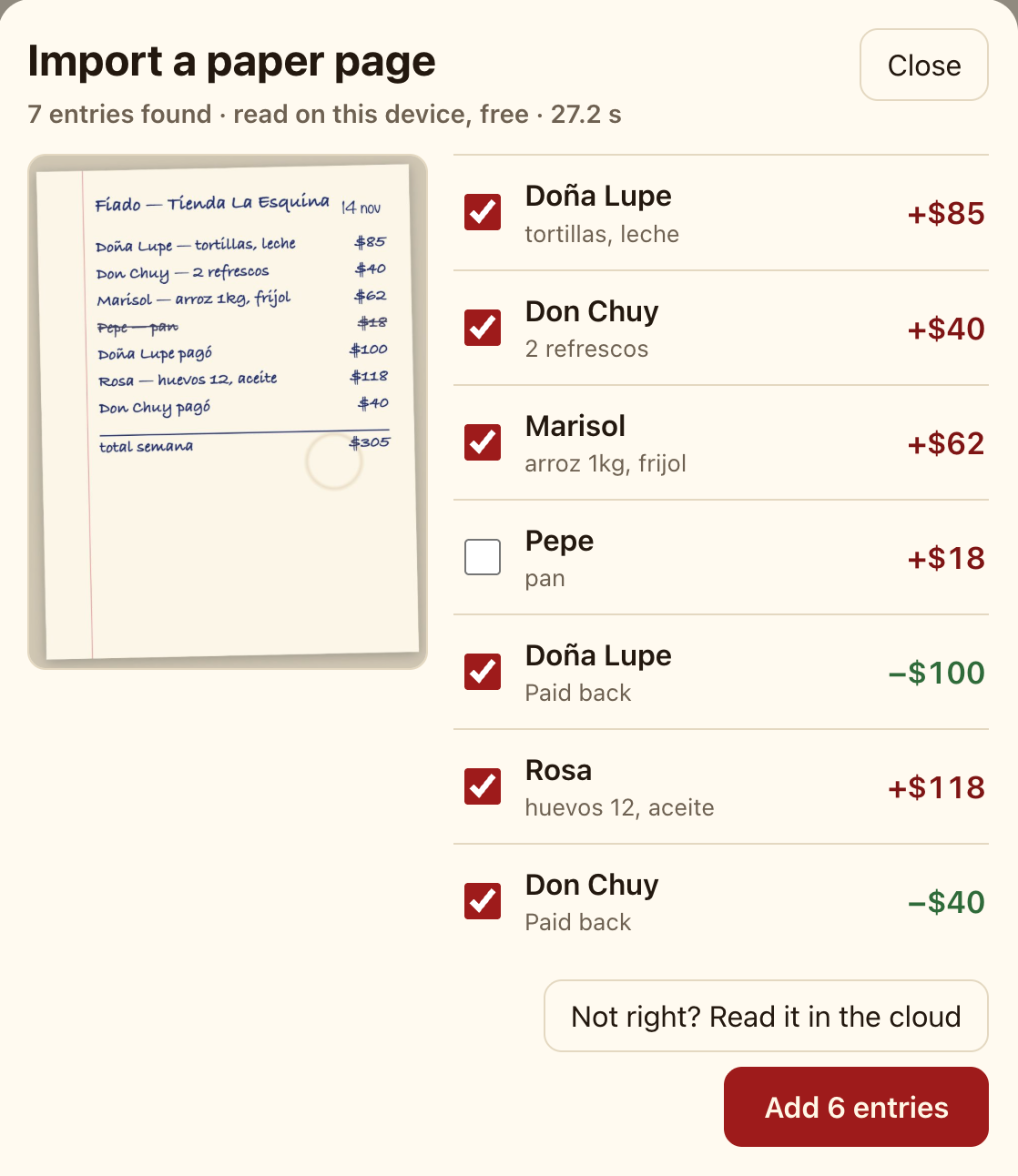 Import a paper page
Close
7 entries found · read on this device, free · 27.2 s
Fiado — Tienda La Esquina 14 nov
Doña Lupe — tortillas, leche $85
Don Chuy — 2 refrescos $40
Marisol — arroz 1kg, frijol $62
Pepe — pan $18
Doña Lupe pagó $100
Rosa — huevos 12, aceite $118
Don Chuy pagó $40
total semana $305
Doña Lupe
tortillas, leche
+$85
Don Chuy
2 refrescos
+$40
Marisol
arroz 1kg, frijol
+$62
Pepe
pan
+$18
Doña Lupe
Paid back
–$100
Rosa
huevos 12, aceite
+$118
Don Chuy
Paid back
–$40
Not right? Read it in the cloud
Add 6 entries